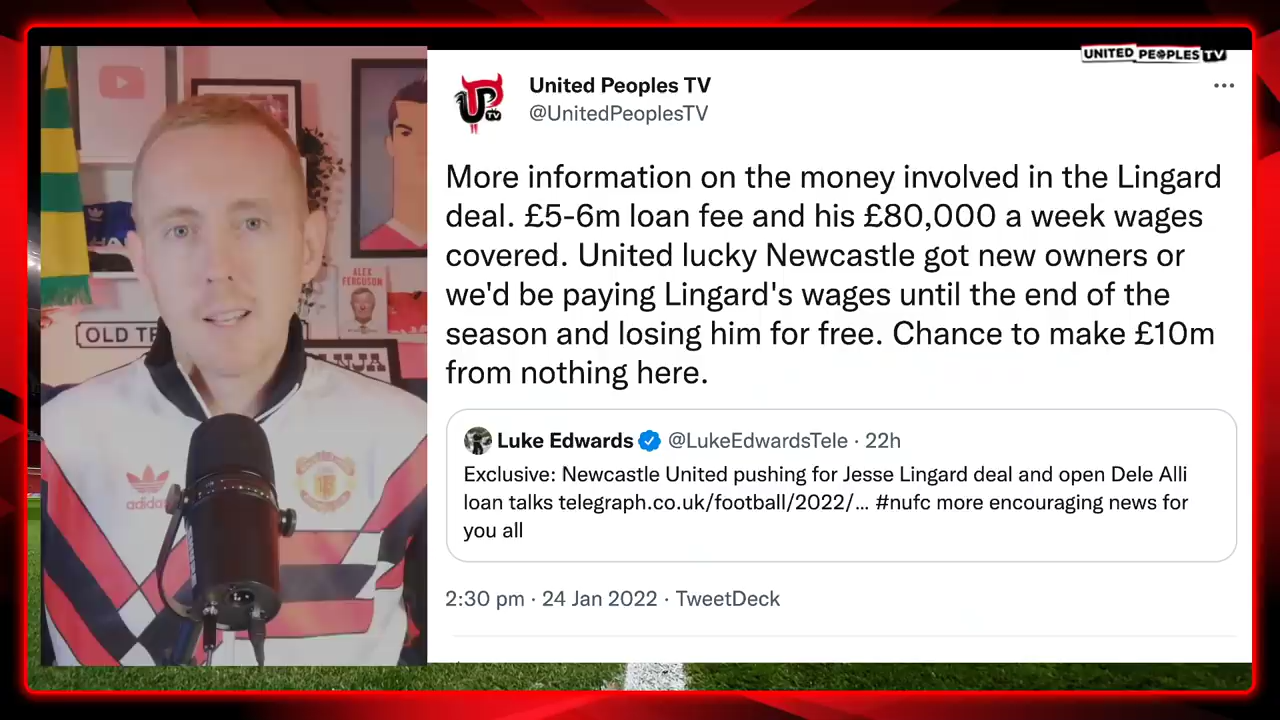 UNITED PEOPLES TV
United Peoples TV
@UnitedPeoplesTV
More information on the money involved in the Lingard
deal. £5-6m loan fee and his £80,000 a week wages
covered. United lucky Newcastle got new owners or
we'd be paying Lingard's wages until the end of the
season and losing him for free. Chance to make £10m
from nothing here.
Luke Edwards @LukeEdwardsTele · 22h
Exclusive: Newcastle United pushing for Jesse Lingard deal and open Dele Alli
loan talks telegraph.co.uk/football/2022/... #nufc more encouraging news for
you all
2:30 pm · 24 Jan 2022 · TweetDeck
ALEX
FERGUSON
OLD
adidas